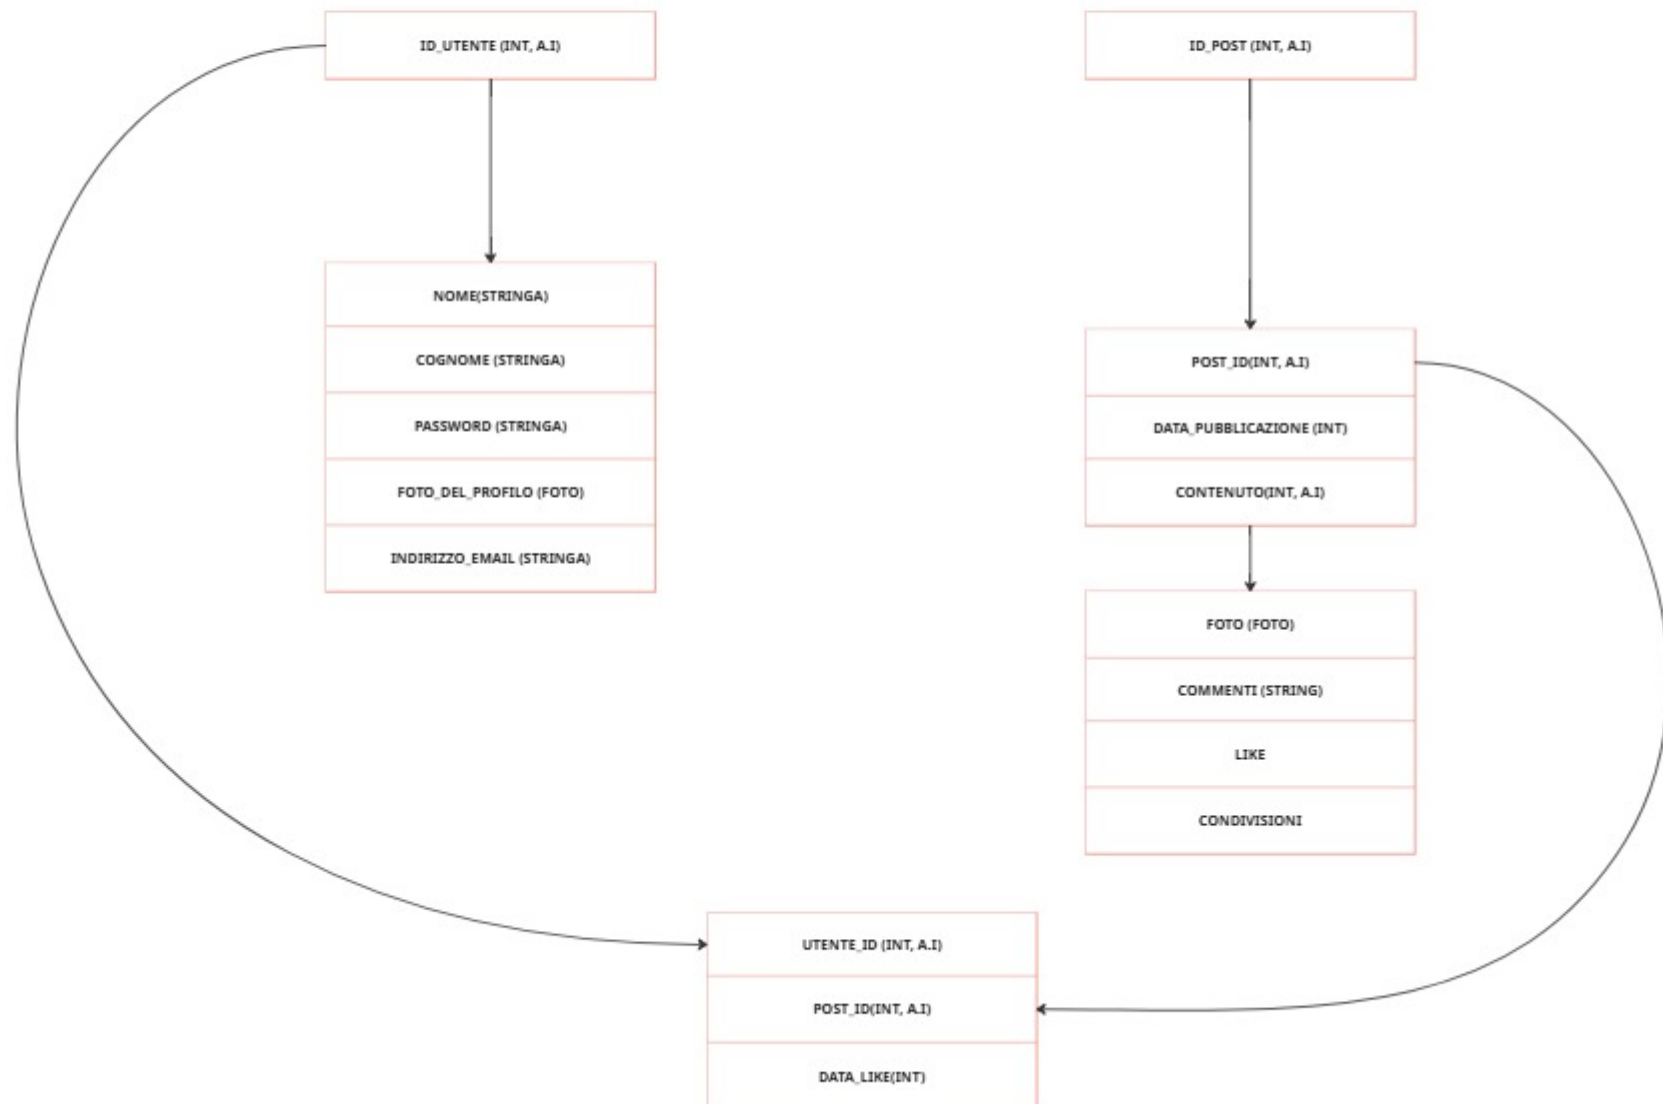 ID_UTENTE (INT, A.I)
ID_POST (INT, A.I)
NOME(STRINGA)
COGNOME (STRINGA)
PASSWORD (STRINGA)
FOTO_DEL_PROFILO (FOTO)
INDIRIZZO_EMAIL (STRINGA)
POST_ID(INT, A.I)
DATA_PUBBLICAZIONE (INT)
CONTENUTO(INT, A.I)
FOTO (FOTO)
COMMENTI (STRING)
LIKE
CONDIVISIONI
UTENTE_ID (INT, A.I)
POST_ID(INT, A.I)
DATA_LIKE(INT)